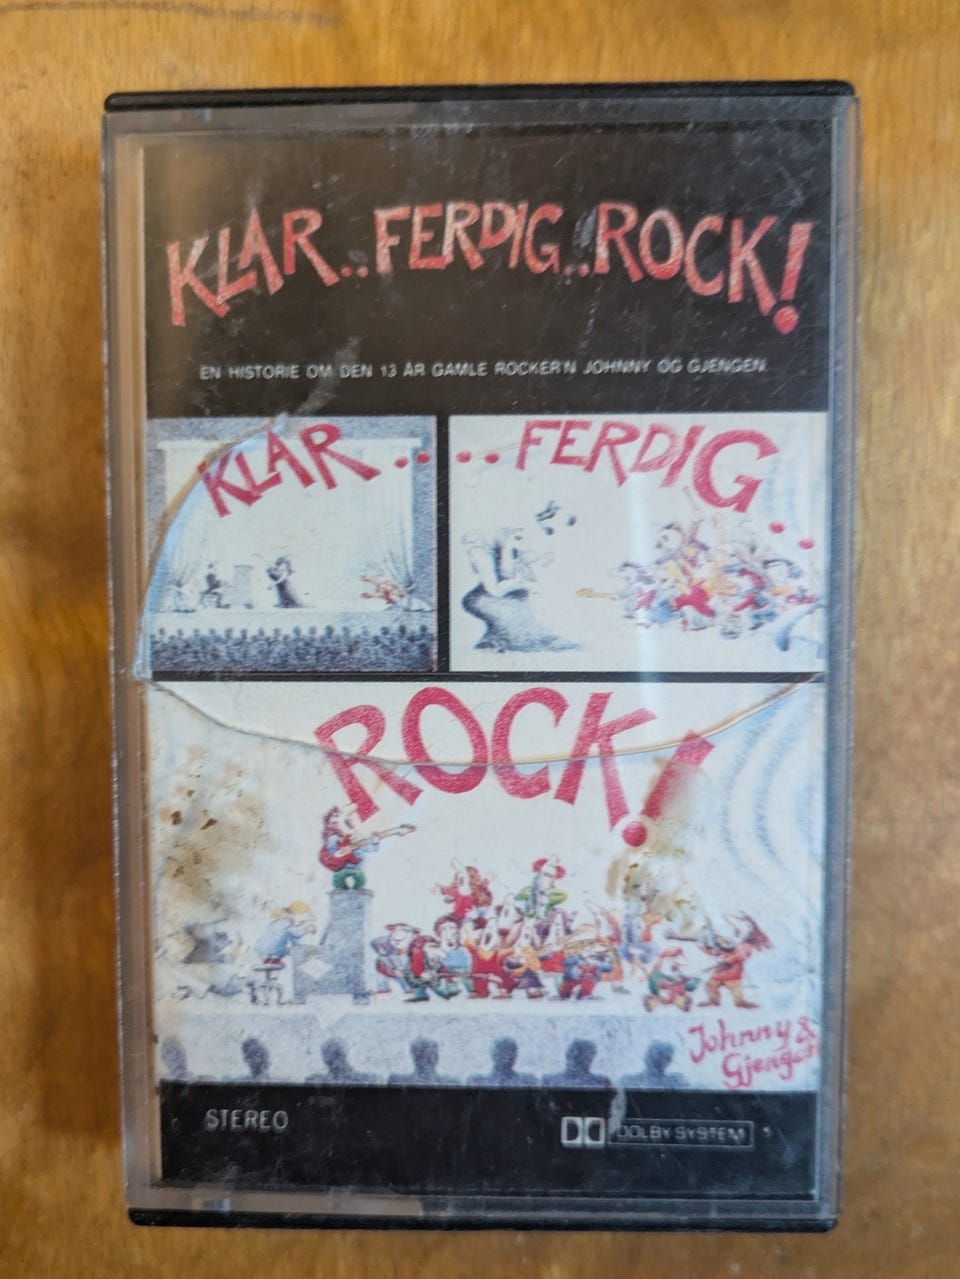 KLAR..FERDIG..ROCK!
EN HISTORIE OM DEN 13 ÅR GAMLE ROCKER'N JOHNNY OG GJENGEN.
KLAR..
..FERDIG...
ROCK!
Johnny &
Gjengen
STEREO
DOLBY SYSTEM